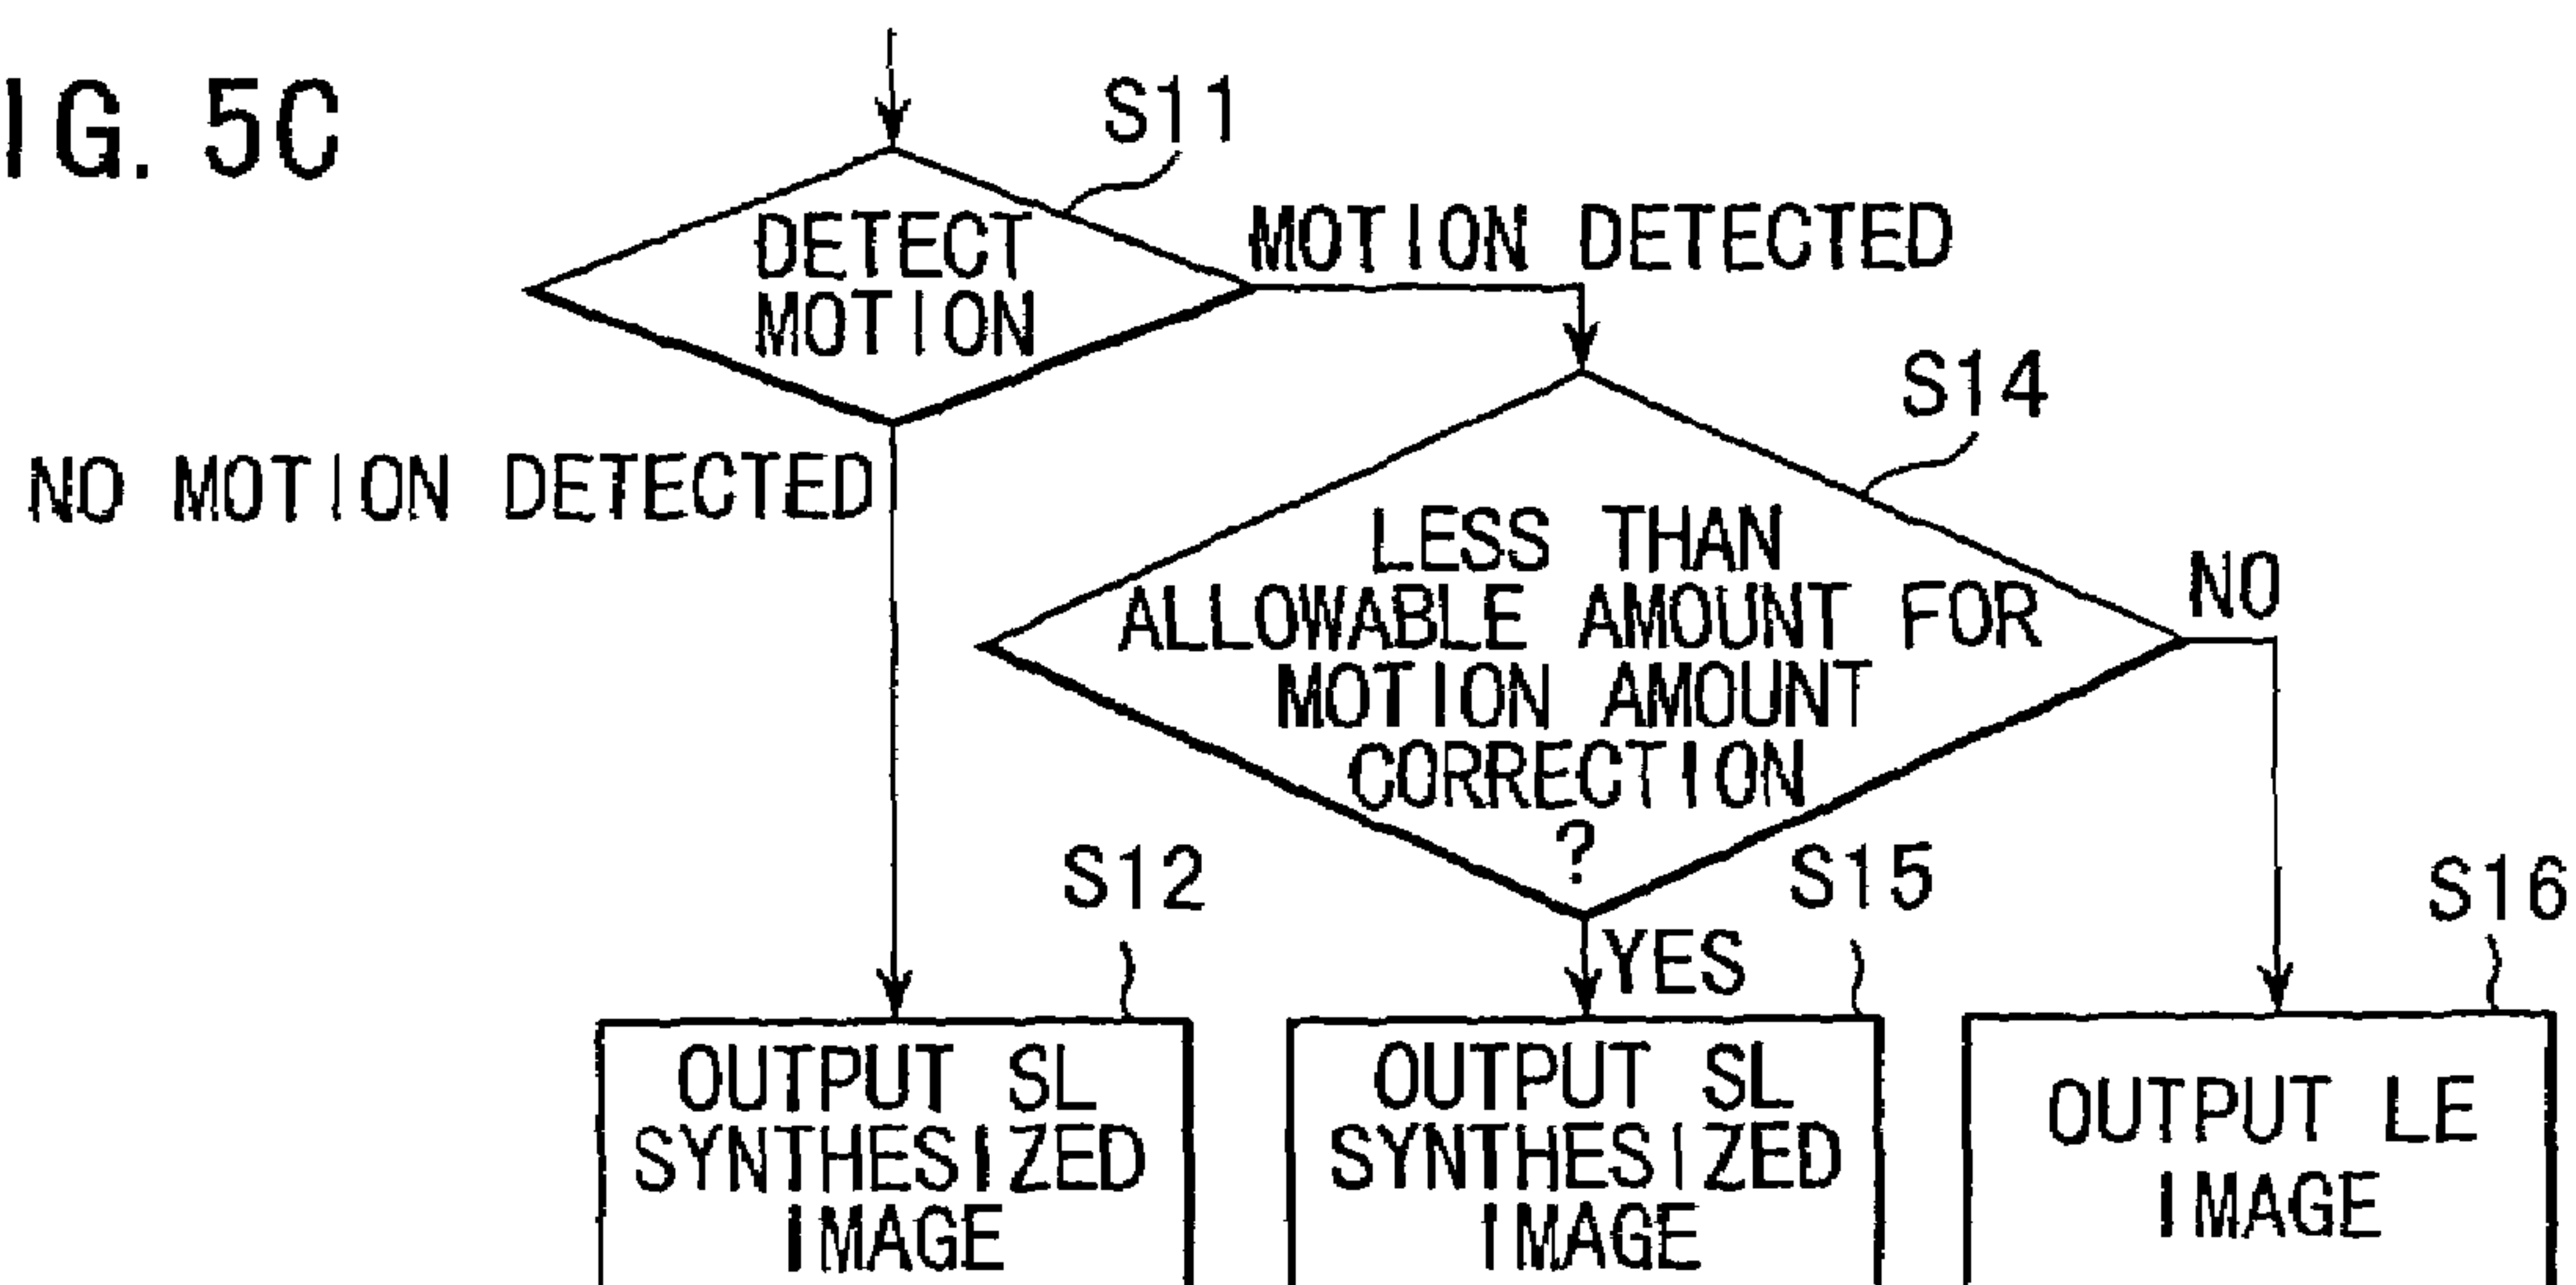 IG. 5C
S11
DETECT
MOTION
MOTION DETECTED
NO MOTION DETECTED
S14
LESS THAN
ALLOWABLE AMOUNT FOR
MOTION AMOUNT
CORRECTION
?
NO
YES
S12
OUTPUT SL
SYNTHESIZED
IMAGE
S15
OUTPUT SL
SYNTHESIZED
IMAGE
S16
OUTPUT LE
IMAGE